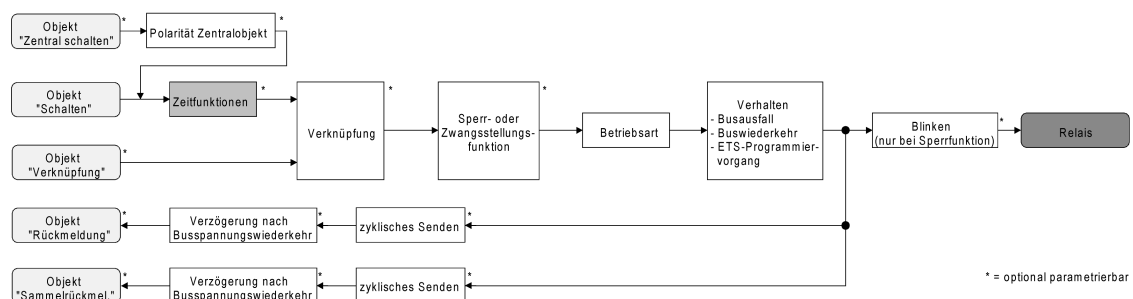 Objekt
"Zentral schalten"
*
Polarität Zentralobjekt
*
Objekt
"Schalten"
Zeitfunktionen
*
Verknüpfung
*
Sperr- oder
Zwangsstellungs-
funktion
*
Betriebsart
Verhalten
- Busausfall
- Buswiederkehr
- ETS-Programmier-
vorgang
Blinken
(nur bei Sperrfunktion)
*
Relais
Objekt
"Verknüpfung"
*
Objekt
"Rückmeldung"
*
Verzögerung nach
Busspannungswiederkehr
*
zyklisches Senden
*
Objekt
"Sammelrückmel."
*
Verzögerung nach
Busspannungswiederkehr
*
zyklisches Senden
*
* = optional parametrierbar